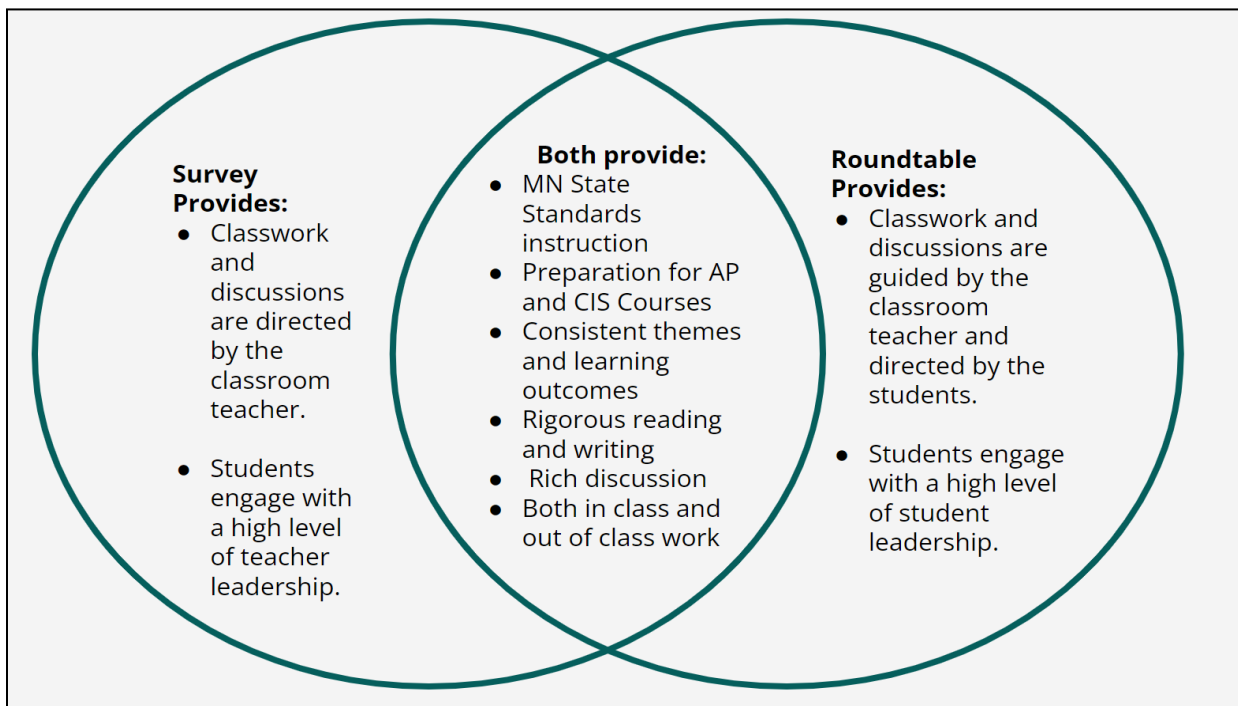 Survey
Provides:
● Classwork
and
discussions
are directed
by the
classroom
teacher.
● Students
engage with
a high level
of teacher
leadership.
Both provide:
● MN State
Standards
instruction
● Preparation for AP
and CIS Courses
● Consistent themes
and learning
outcomes
● Rigorous reading
and writing
● Rich discussion
● Both in class and
out of class work
Roundtable
Provides:
● Classwork and
discussions are
guided by the
classroom
teacher and
directed by the
students.
● Students engage
with a high level
of student
leadership.